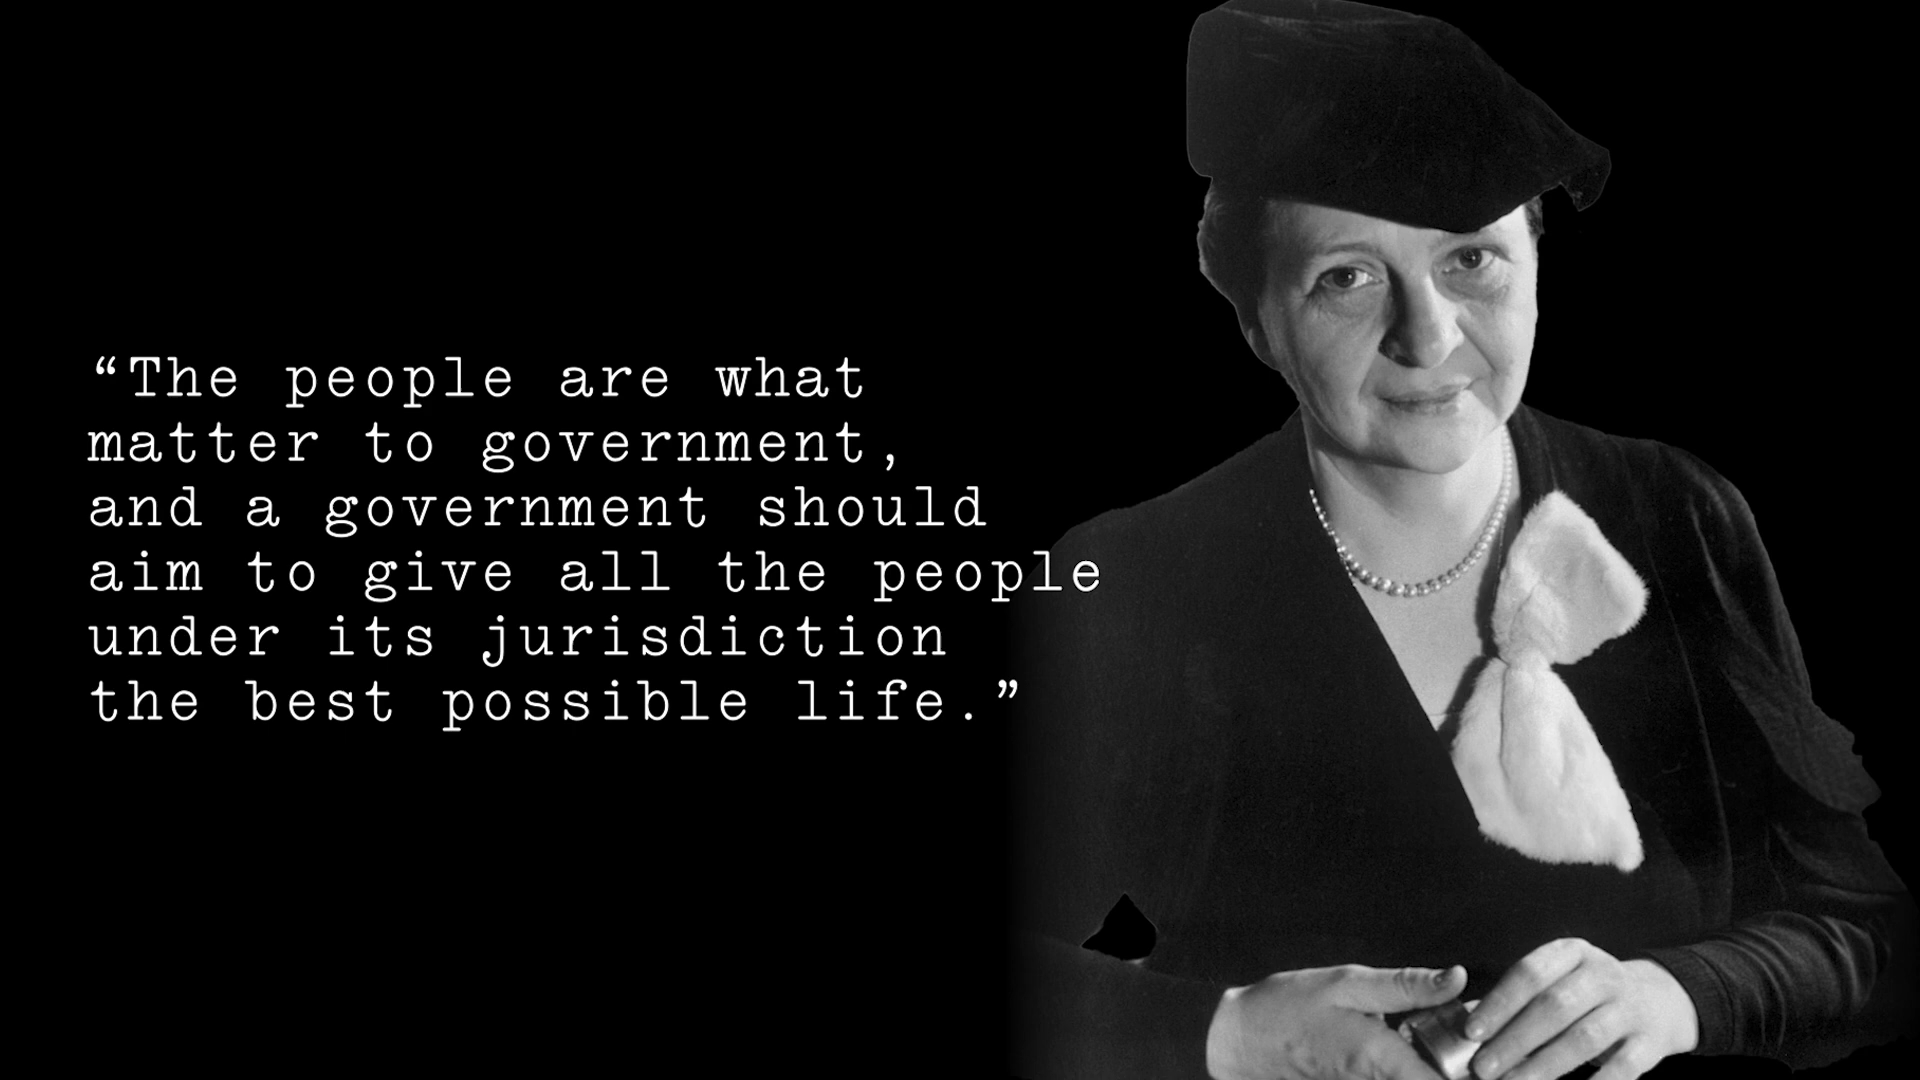 “The people are what
matter to government,
and a government should
aim to give all the people
under its jurisdiction
the best possible life.”